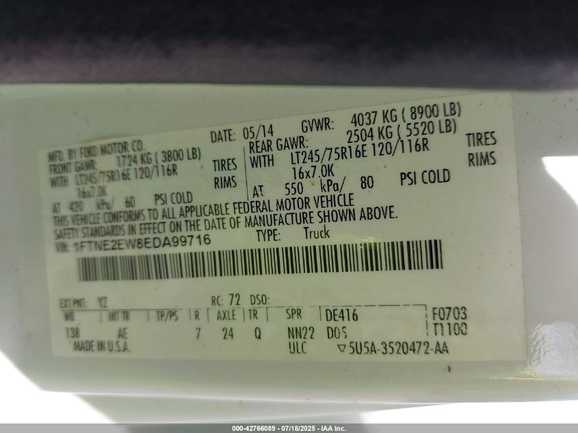 MFD. BY FORD MOTOR CO.
DATE: 05/14 GVWR: 4037 KG ( 8900 LB)
FRONT GAWR: 1724 KG ( 3800 LB)
REAR GAWR: 2504 KG ( 5520 LB)
WITH LT245/75R16E 120/116R TIRES
WITH LT245/75R16E 120/116R TIRES
16x7.0K RIMS
16x7.0K RIMS
AT 420 kPa/ 60 PSI COLD
AT 550 kPa/ 80 PSI COLD
THIS VEHICLE CONFORMS TO ALL APPLICABLE FEDERAL MOTOR VEHICLE
SAFETY STANDARDS IN EFFECT ON THE DATE OF MANUFACTURE SHOWN ABOVE.
VIN: 1FTNE2EW8EDA99716
TYPE: Truck
EXT PNT: YZ RC: 72 DSO:
WB INT TR TP/PS R AXLE TR SPR DE416 F0703
138 AE 7 24 Q NN22 DOS T1100
MADE IN U.S.A. ULC ▽5U5A-3520472-AA
000-42766089 - 07/18/2025 - IAA Inc.